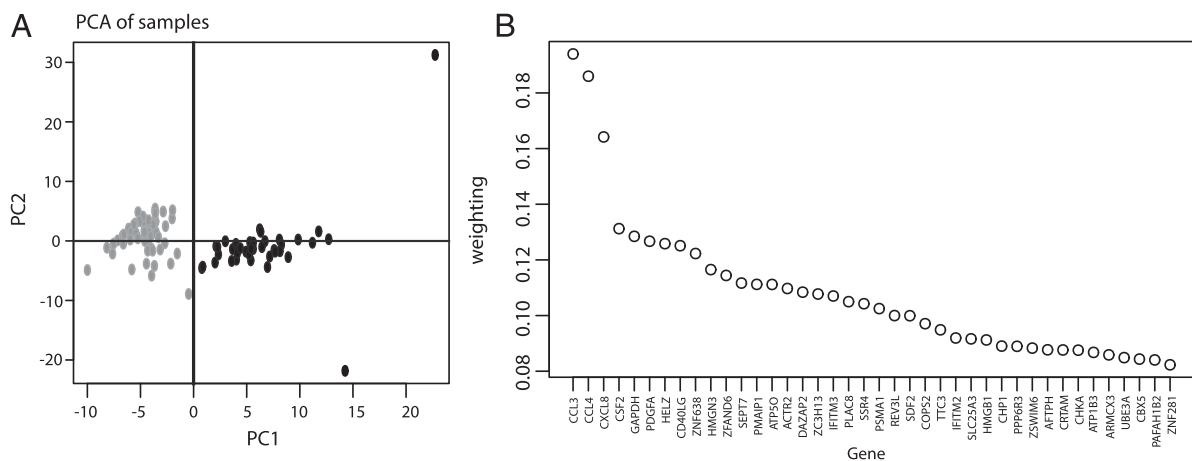 A
PCA of samples
PC2
30
20
10
0
-10
-20
-10
-5
0
5
10
15
20
PC1
B
weighting
0.18
0.16
0.14
0.12
0.10
0.08
CCL3
CCL4
CXCL8
CSF2
GAPDH
PDGFA
HELZ
CD40LG
ZNF638
HMGN3
ZFAND6
SEPT7
PMAIP1
ATP5O
ACTR2
DAZAP2
ZC3H13
IFITM3
PLAC8
SSR4
PSMA1
REV3L
SDF2
COPS2
TTC3
IFITM2
SLC25A3
HMGB1
CHP1
PPP6R3
ZSWIM6
AFTPH
CRTAM
CHKA
ATP1B3
ARMCX3
UBE3A
CBX5
PAFAH1B2
ZNF281
Gene